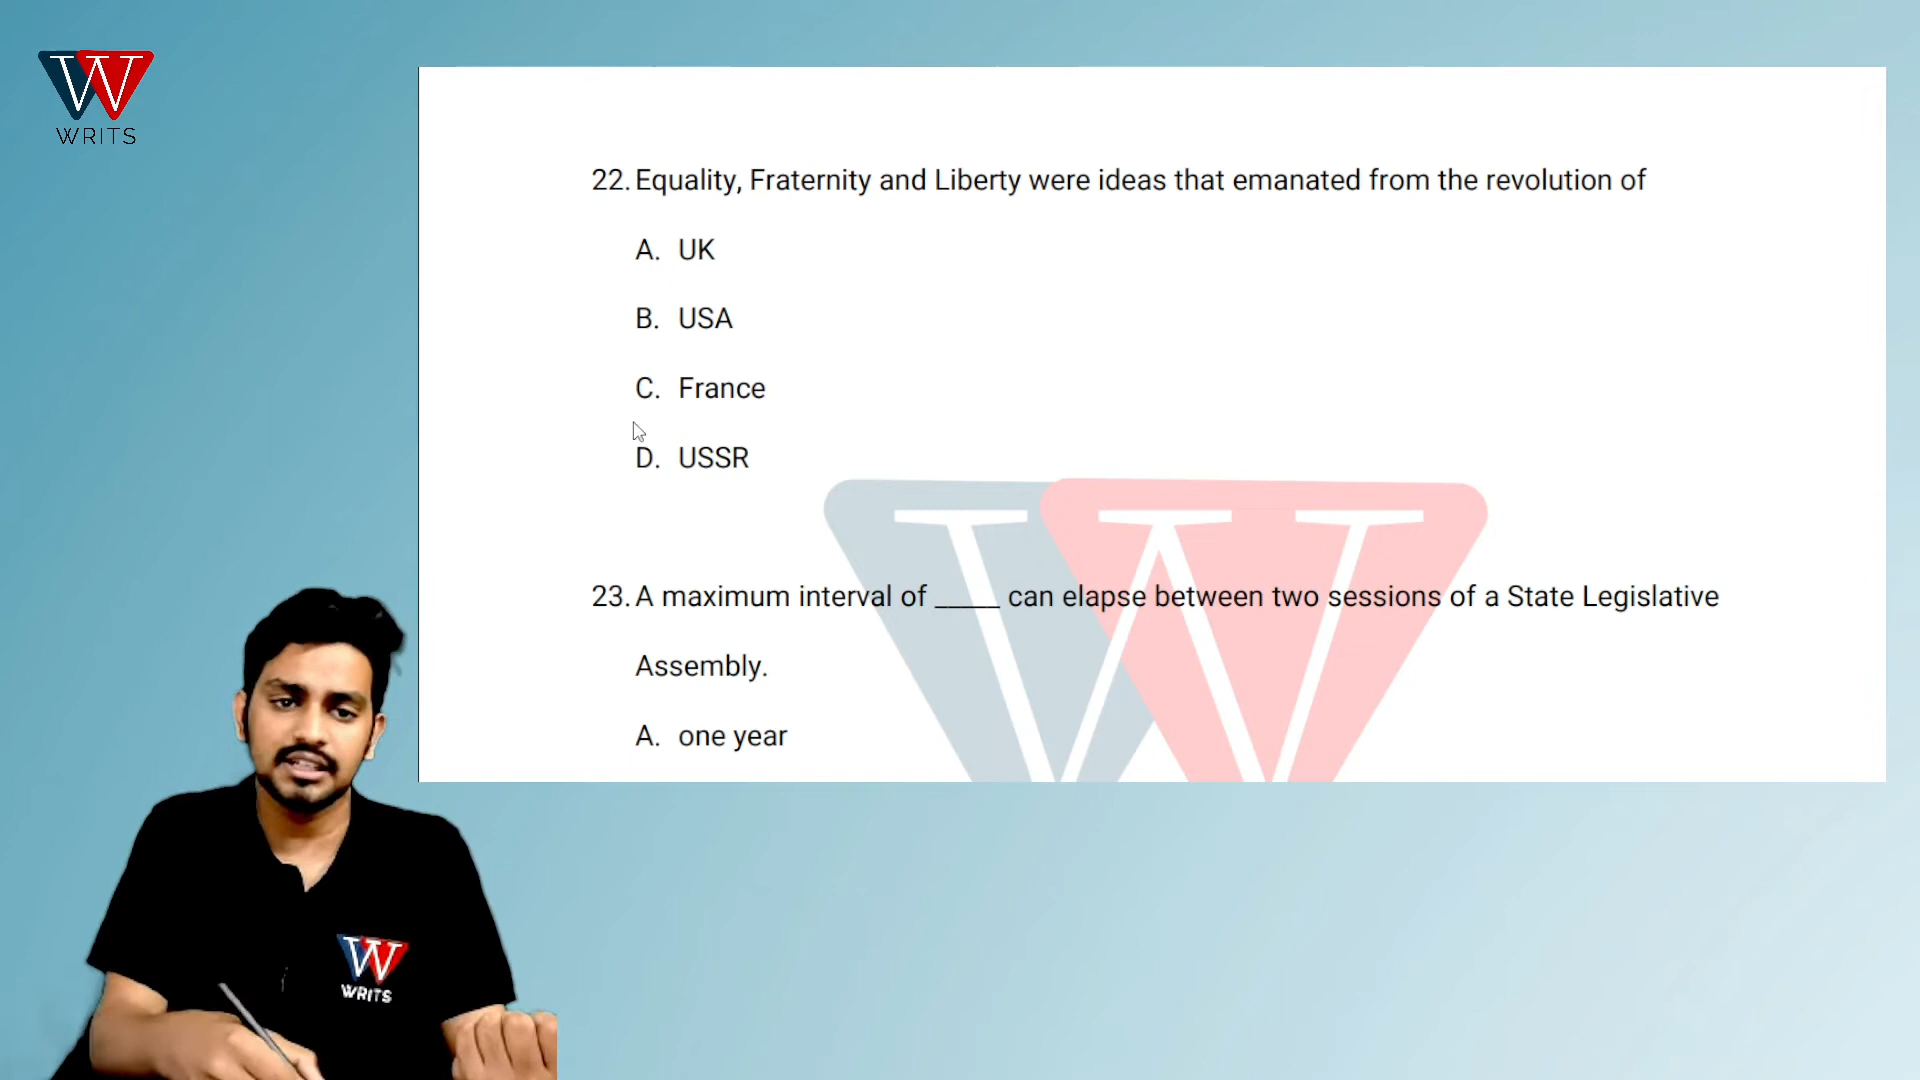 W
WRITS
22. Equality, Fraternity and Liberty were ideas that emanated from the revolution of
A. UK
B. USA
C. France
D. USSR
23. A maximum interval of _____ can elapse between two sessions of a State Legislative
Assembly.
A. one year
W
W
WRITS